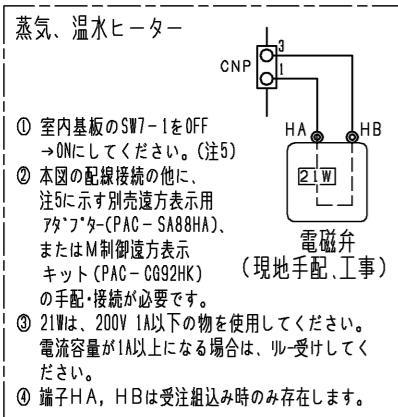 蒸気、温水ヒーター
CNP
3
1
① 室内基板のSW7-1をOFF
→ONにしてください。(注5)
② 本図の配線接続の他に、
注5に示す別売遠方表示用
アダプター(PAC-SA88HA)、
またはM制御遠方表示
キット(PAC-CG92HK)
の手配・接続が必要です。
HA
HB
21W
電磁弁
(現地手配、工事)
③ 21Wは、200V 1A以下の物を使用してください。
電流容量が1A以上になる場合は、リレー受けしてく
ださい。
④ 端子HA, HBは受注組込み時のみ存在します。